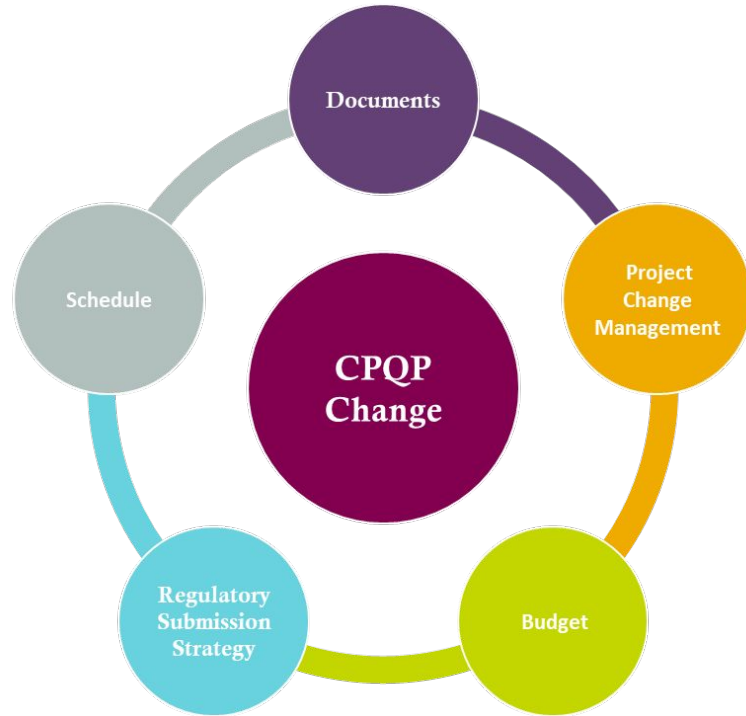 Documents
Project
Change
Management
Schedule
CPQP
Change
Regulatory
Submission
Strategy
Budget